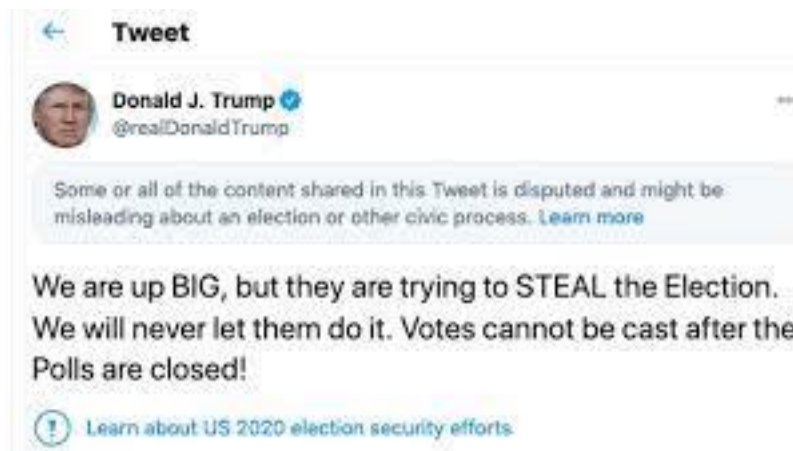 Tweet
Donald J. Trump
@realDonaldTrump
Some or all of the content shared in this Tweet is disputed and might be
misleading about an election or other civic process. Learn more
We are up BIG, but they are trying to STEAL the Election.
We will never let them do it. Votes cannot be cast after the
Polls are closed!
Learn about US 2020 election security efforts